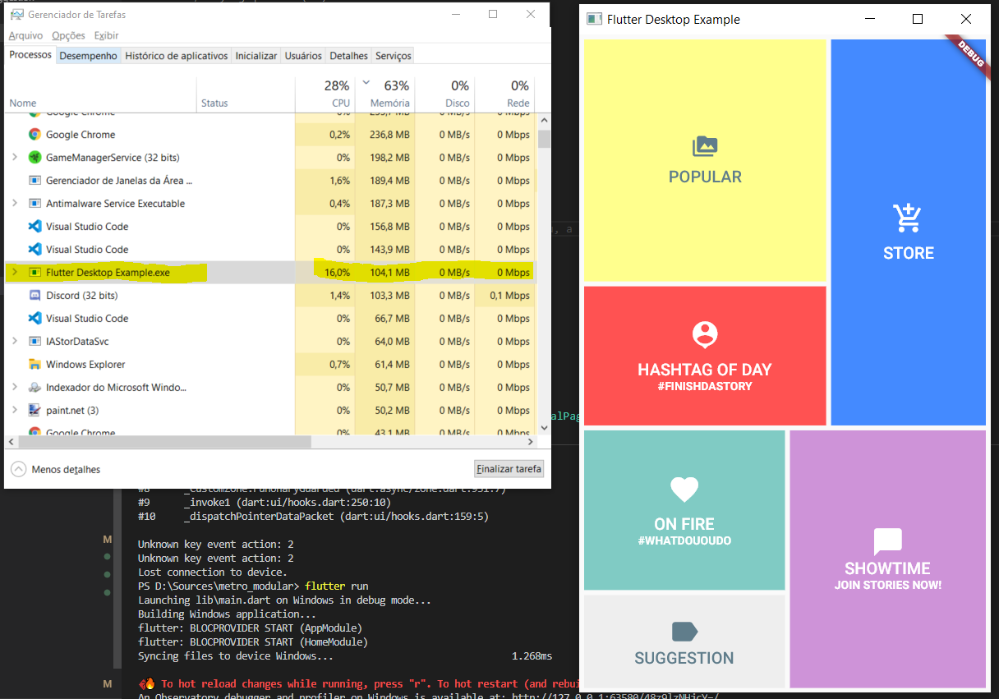 Gerenciador de Tarefas
Arquivo Opções Exibir
Processos Desempenho Histórico de aplicativos Inicializar Usuários Detalhes Serviços
28% 63% 0% 0%
Nome Status CPU Memória Disco Rede
Google Chrome 0% MB 0 MB/s 0 Mbps
Google Chrome 0,2% 236,8 MB 0 MB/s 0 Mbps
GameManagerService (32 bits) 0% 198,2 MB 0 MB/s 0 Mbps
Gerenciador de Janelas da Área ... 1,6% 189,4 MB 0 MB/s 0 Mbps
Antimalware Service Executable 0,4% 187,3 MB 0 MB/s 0 Mbps
Visual Studio Code 0% 156,8 MB 0 MB/s 0 Mbps
Visual Studio Code 0% 143,9 MB 0 MB/s 0 Mbps
Flutter Desktop Example.exe 16,0% 104,1 MB 0 MB/s 0 Mbps
Discord (32 bits) 1,4% 103,3 MB 0 MB/s 0,1 Mbps
Visual Studio Code 0% 66,7 MB 0 MB/s 0 Mbps
IAStorDataSvc 0% 64,0 MB 0 MB/s 0 Mbps
Windows Explorer 0,7% 61,4 MB 0 MB/s 0 Mbps
Indexador do Microsoft Windo... 0% 50,7 MB 0 MB/s 0 Mbps
paint.net (3) 0% 50,2 MB 0 MB/s 0 Mbps
Google Chrome 0% 43,1 MB 0 MB/s 0 Mbps
Menos detalhes
Finalizar tarefa
#8 _CustomZone.runUnaryGuarded (dart:async/zone.dart:931:7)
#9 _invoke1 (dart:ui/hooks.dart:250:10)
#10 _dispatchPointerDataPacket (dart:ui/hooks.dart:159:5)
Unknown key event action: 2
Unknown key event action: 2
Lost connection to device.
PS D:\Sources\metro_modular> flutter run
Launching lib\main.dart on Windows in debug mode...
Building Windows application...
flutter: BLOCPROVIDER START (AppModule)
flutter: BLOCPROVIDER START (HomeModule)
Syncing files to device Windows... 1.268ms
To hot reload changes while running, press "r". To hot restart (and rebui
An Observatory debugger and profiler on Windows is available at:
M
M
, a
alPag
Flutter Desktop Example
DEBUG
POPULAR
STORE
HASHTAG OF DAY
#FINISHDASTORY
ON FIRE
#WHATDOUOUDO
SHOWTIME
JOIN STORIES NOW!
SUGGESTION